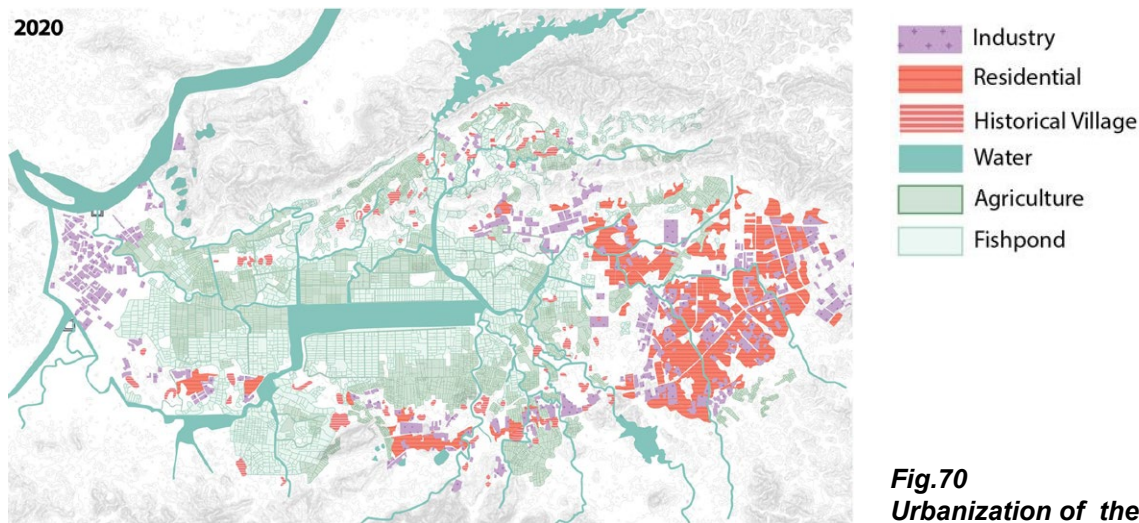 2020
Industry
Residential
Historical Village
Water
Agriculture
Fishpond
Fig.70
Urbanization of the